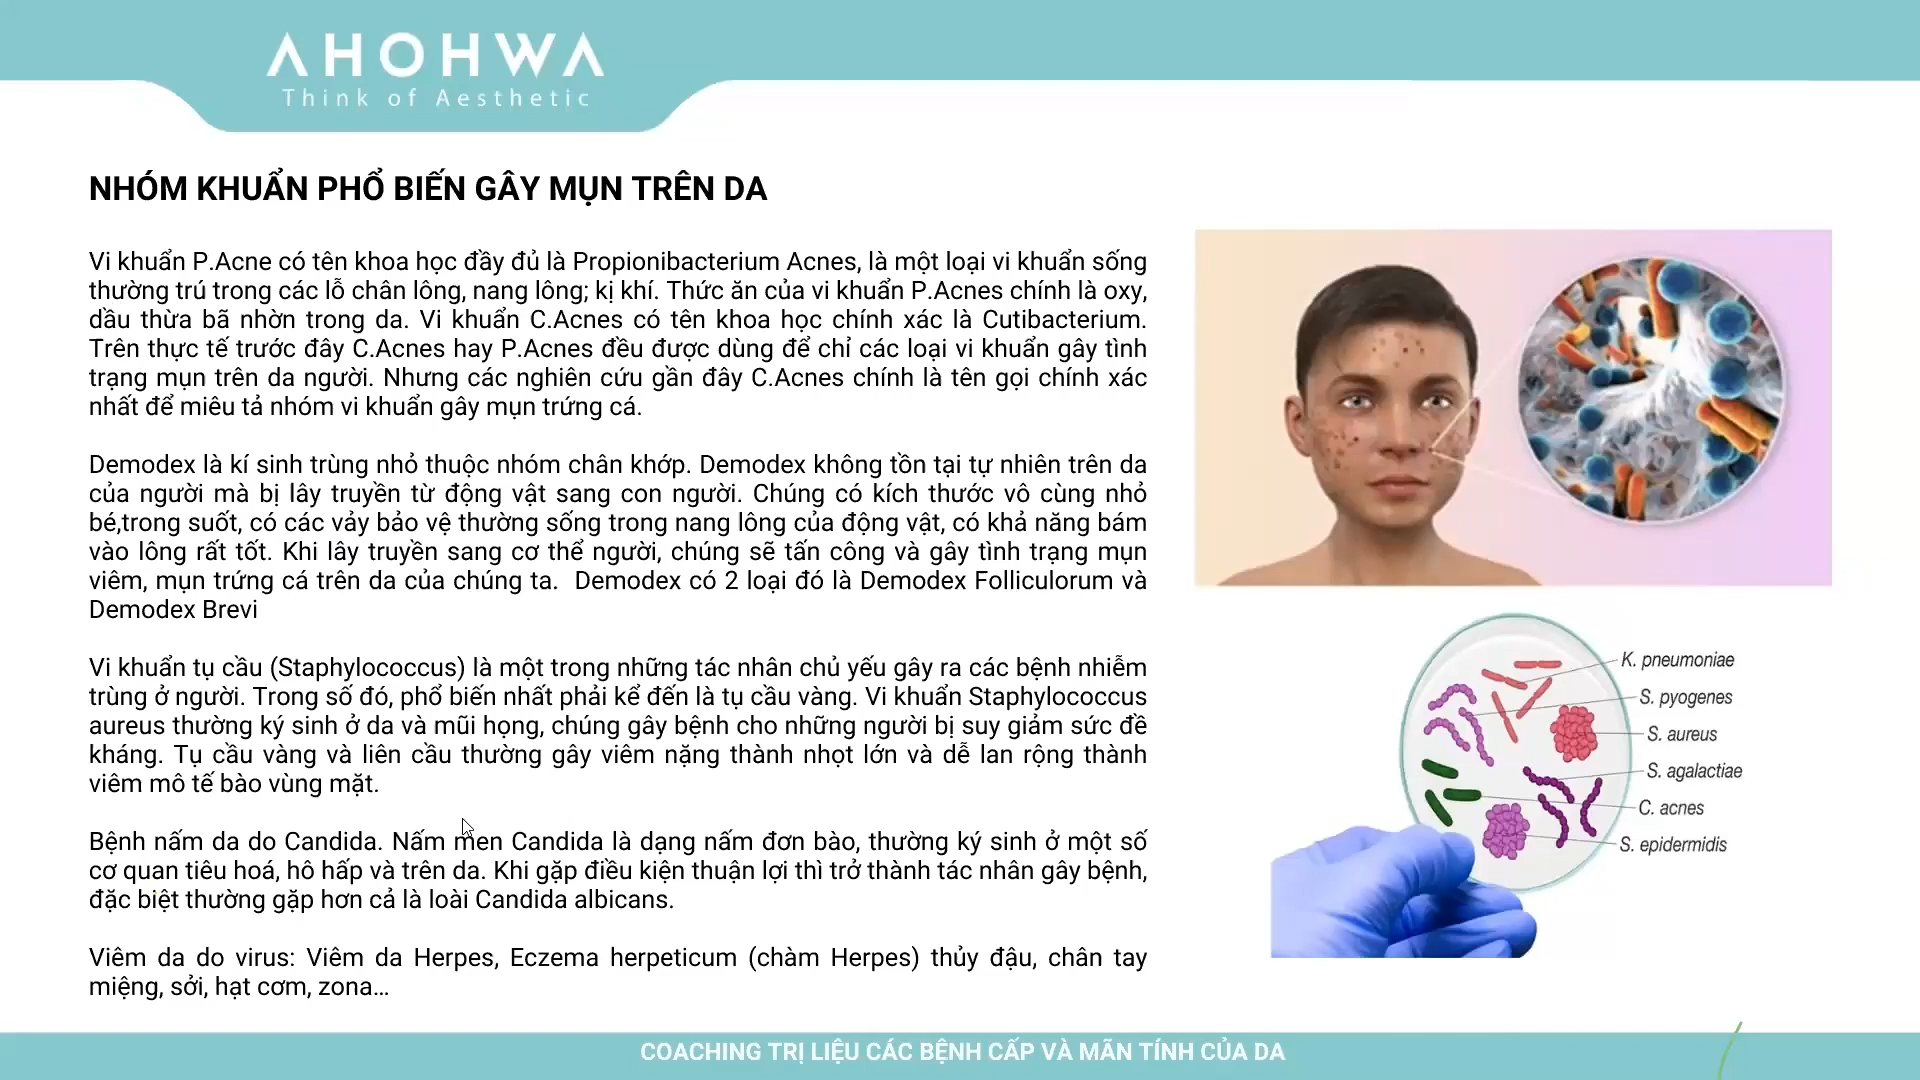 AHOHWA
Think of Aesthetic
NHÓM KHUẨN PHỔ BIẾN GÂY MỤN TRÊN DA
Vi khuẩn P.Acne có tên khoa học đầy đủ là Propionibacterium Acnes, là một loại vi khuẩn sống
thường trú trong các lỗ chân lông, nang lông; kị khí. Thức ăn của vi khuẩn P.Acnes chính là oxy,
dầu thừa bã nhờn trong da. Vi khuẩn C.Acnes có tên khoa học chính xác là Cutibacterium.
Trên thực tế trước đây C.Acnes hay P.Acnes đều được dùng để chỉ các loại vi khuẩn gây tình
trạng mụn trên da người. Nhưng các nghiên cứu gần đây C.Acnes chính là tên gọi chính xác
nhất để miêu tả nhóm vi khuẩn gây mụn trứng cá.
Demodex là kí sinh trùng nhỏ thuộc nhóm chân khớp. Demodex không tồn tại tự nhiên trên da
của người mà bị lây truyền từ động vật sang con người. Chúng có kích thước vô cùng nhỏ
bé,trong suốt, có các vảy bảo vệ thường sống trong nang lông của động vật, có khả năng bám
vào lông rất tốt. Khi lây truyền sang cơ thể người, chúng sẽ tấn công và gây tình trạng mụn
viêm, mụn trứng cá trên da của chúng ta.  Demodex có 2 loại đó là Demodex Folliculorum và
Demodex Brevi
Vi khuẩn tụ cầu (Staphylococcus) là một trong những tác nhân chủ yếu gây ra các bệnh nhiễm
trùng ở người. Trong số đó, phổ biến nhất phải kể đến là tụ cầu vàng. Vi khuẩn Staphylococcus
aureus thường ký sinh ở da và mũi họng, chúng gây bệnh cho những người bị suy giảm sức đề
kháng. Tụ cầu vàng và liên cầu thường gây viêm nặng thành nhọt lớn và dễ lan rộng thành
viêm mô tế bào vùng mặt.
Bệnh nấm da do Candida. Nấm men Candida là dạng nấm đơn bào, thường ký sinh ở một số
cơ quan tiêu hoá, hô hấp và trên da. Khi gặp điều kiện thuận lợi thì trở thành tác nhân gây bệnh,
đặc biệt thường gặp hơn cả là loài Candida albicans.
Viêm da do virus: Viêm da Herpes, Eczema herpeticum (chàm Herpes) thủy đậu, chân tay
miệng, sởi, hạt cơm, zona...
K. pneumoniae
S. pyogenes
S. aureus
S. agalactiae
C. acnes
S. epidermidis
COACHING TRỊ LIỆU CÁC BỆNH CẤP VÀ MÃN TÍNH CỦA DA